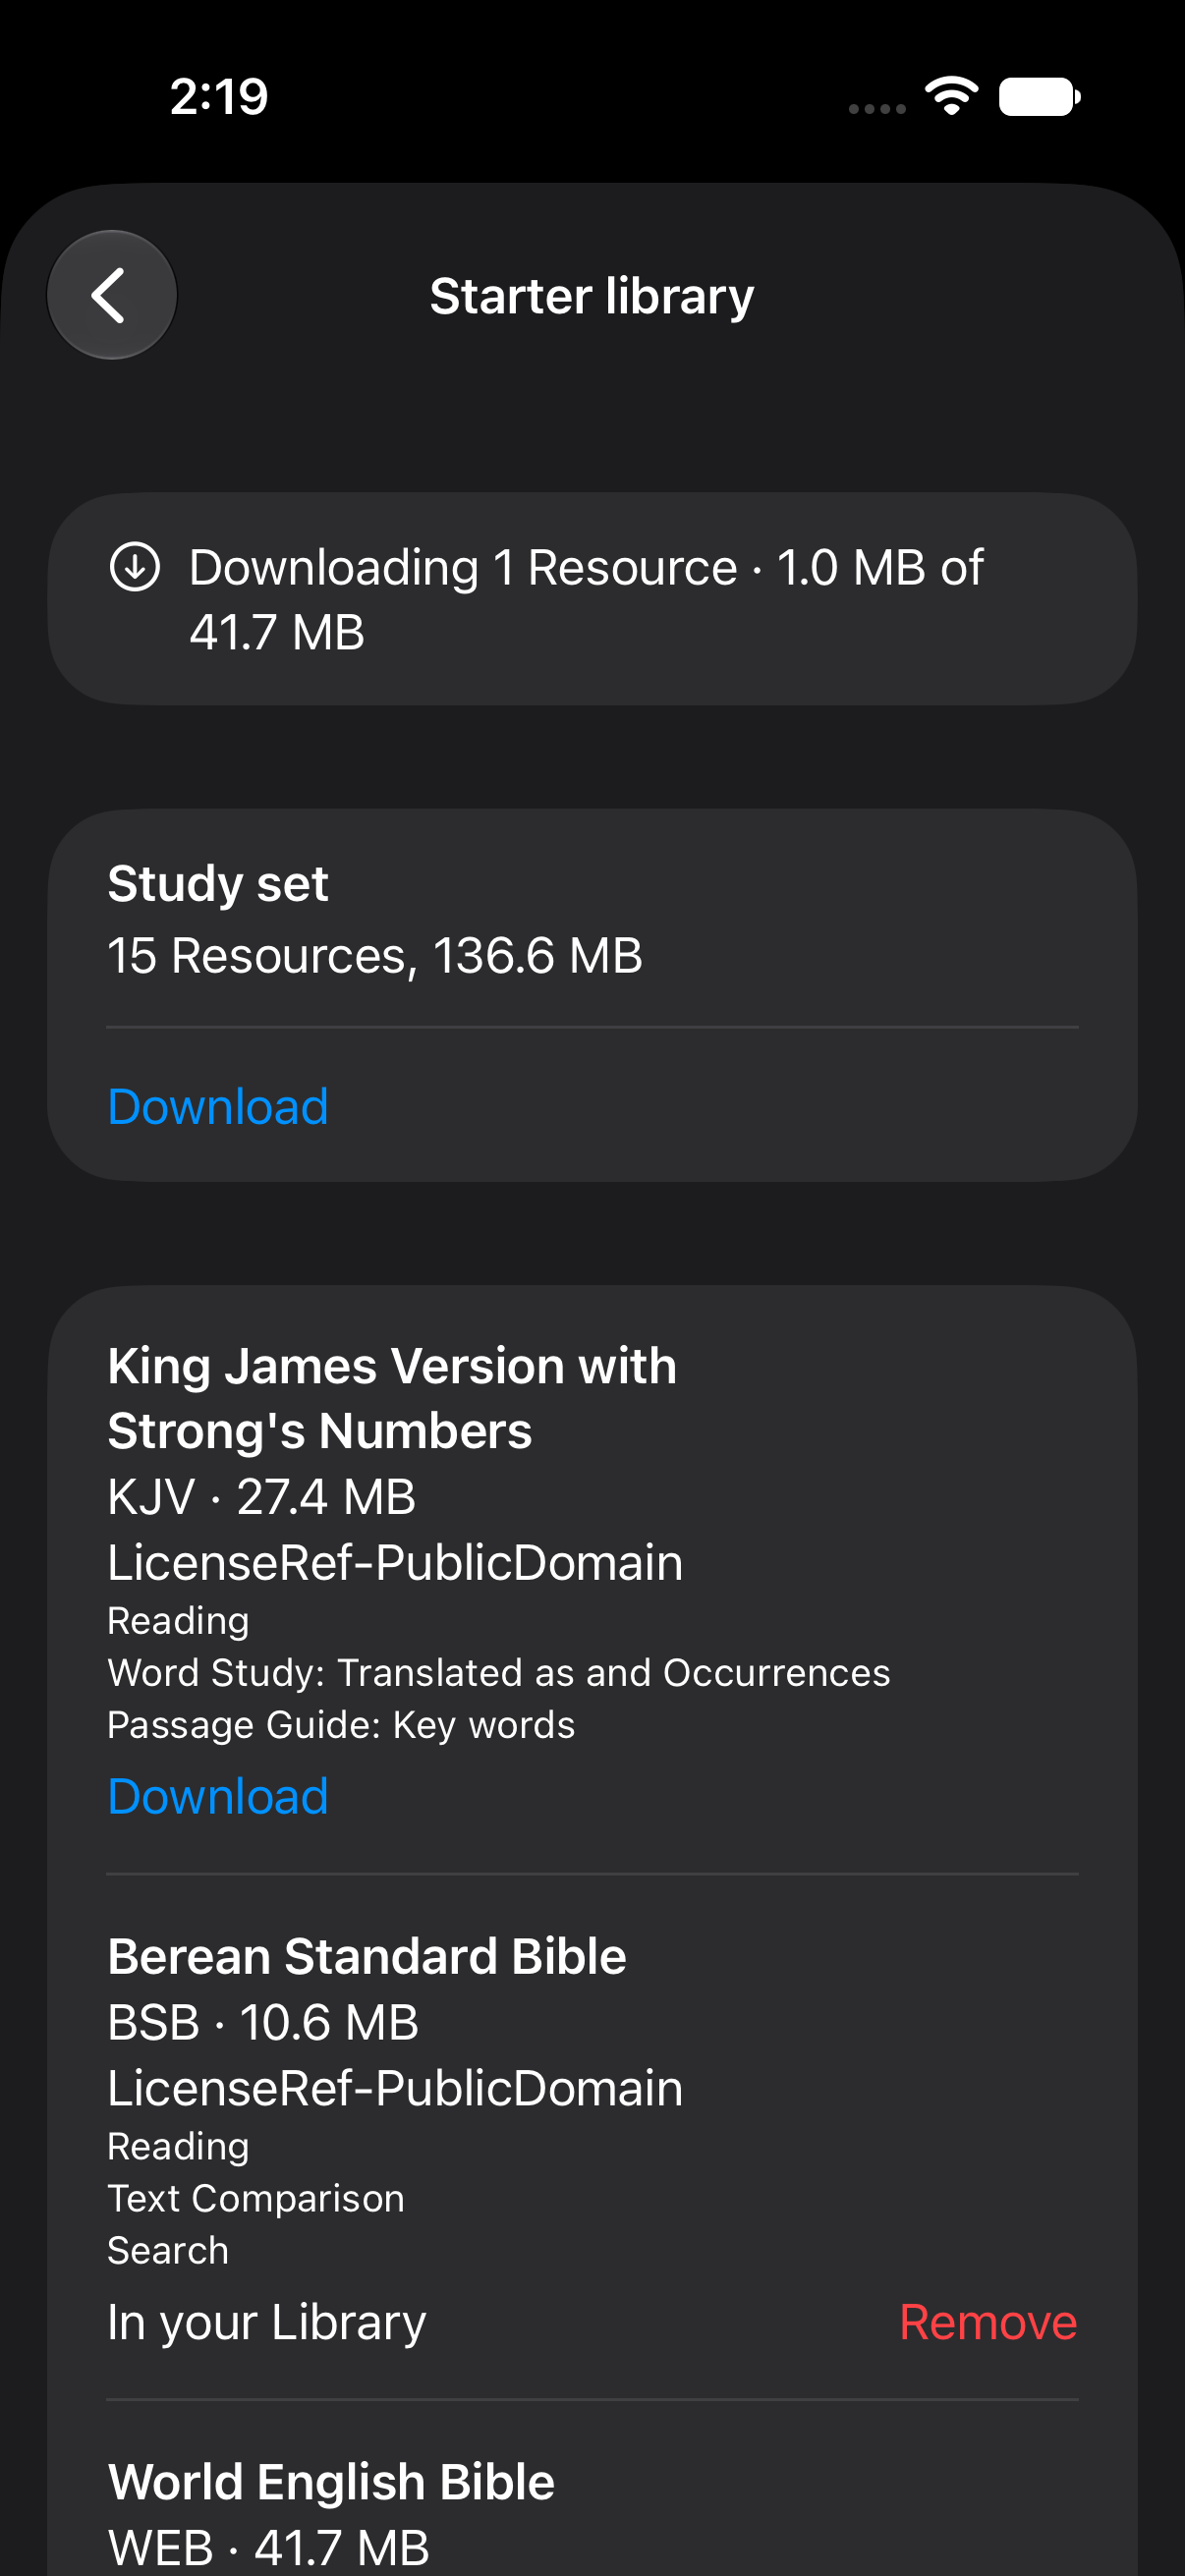 2:19
Starter library
Downloading 1 Resource · 1.0 MB of
41.7 MB
Study set
15 Resources, 136.6 MB
Download
King James Version with
Strong's Numbers
KJV · 27.4 MB
LicenseRef-PublicDomain
Reading
Word Study: Translated as and Occurrences
Passage Guide: Key words
Download
Berean Standard Bible
BSB · 10.6 MB
LicenseRef-PublicDomain
Reading
Text Comparison
Search
In your Library Remove
World English Bible
WEB · 41.7 MB